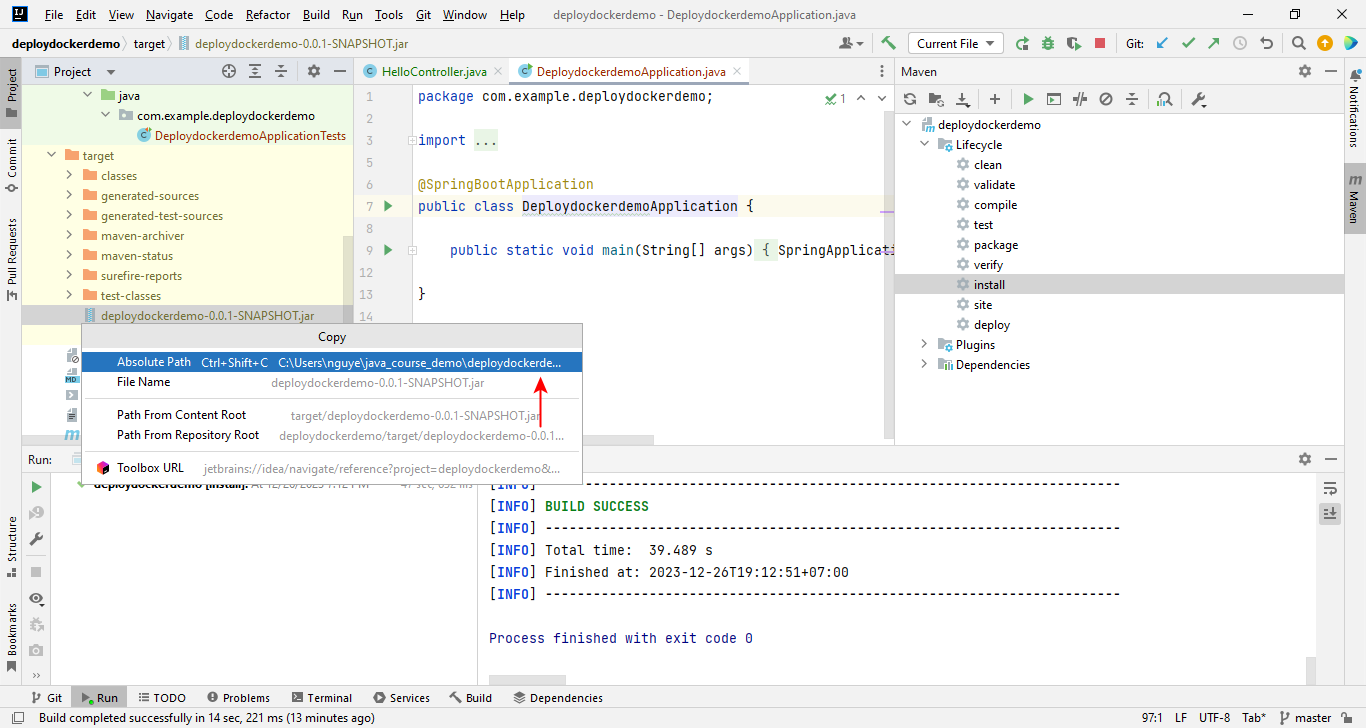 File Edit View Navigate Code Refactor Build Run Tools Git Window Help deploydockerdemo - DeploydockerdemoApplication.java
deploydockerdemo target deploydockerdemo-0.0.1-SNAPSHOT.jar Current File Git:
Project
Project
HelloController.java
DeploydockerdemoApplication.java
Maven
java
com.example.deploydockerdemo
DeploydockerdemoApplicationTests
target
classes
generated-sources
generated-test-sources
maven-archiver
maven-status
surefire-reports
test-classes
deploydockerdemo-0.0.1-SNAPSHOT.jar
Commit
Pull Requests
1 package com.example.deploydockerdemo; 1
2
3 import ...
5
6 @SpringBootApplication
7 public class DeploydockerdemoApplication {
8
9 public static void main(String[] args) { SpringApplicati
12
13 }
14
deploydockerdemo
Lifecycle
clean
validate
compile
test
package
verify
install
site
deploy
Plugins
Dependencies
Notifications
m Maven
Copy
Absolute Path Ctrl+Shift+C C:\Users\nguye\java_course_demo\deploydockerde...
File Name deploydockerdemo-0.0.1-SNAPSHOT.jar
Path From Content Root target/deploydockerdemo-0.0.1-SNAPSHOT.jar
Path From Repository Root deploydockerdemo/target/deploydockerdemo-0.0.1...
Toolbox URL jetbrains://idea/navigate/reference?project=deploydockerdemo&...
MD
m
Run:
deploydockerdemo [install]: At 12/26/2023 7:12 PM 47 sec, 652 ms
[INFO] ------------------------------------------------------------------------
[INFO] BUILD SUCCESS
[INFO] ------------------------------------------------------------------------
[INFO] Total time:  39.489 s
[INFO] Finished at: 2023-12-26T19:12:51+07:00
[INFO] ------------------------------------------------------------------------
Process finished with exit code 0
Structure
Bookmarks
Git Run TODO Problems Terminal Services Build Dependencies
Build completed successfully in 14 sec, 221 ms (13 minutes ago) 97:1 LF UTF-8 Tab* master